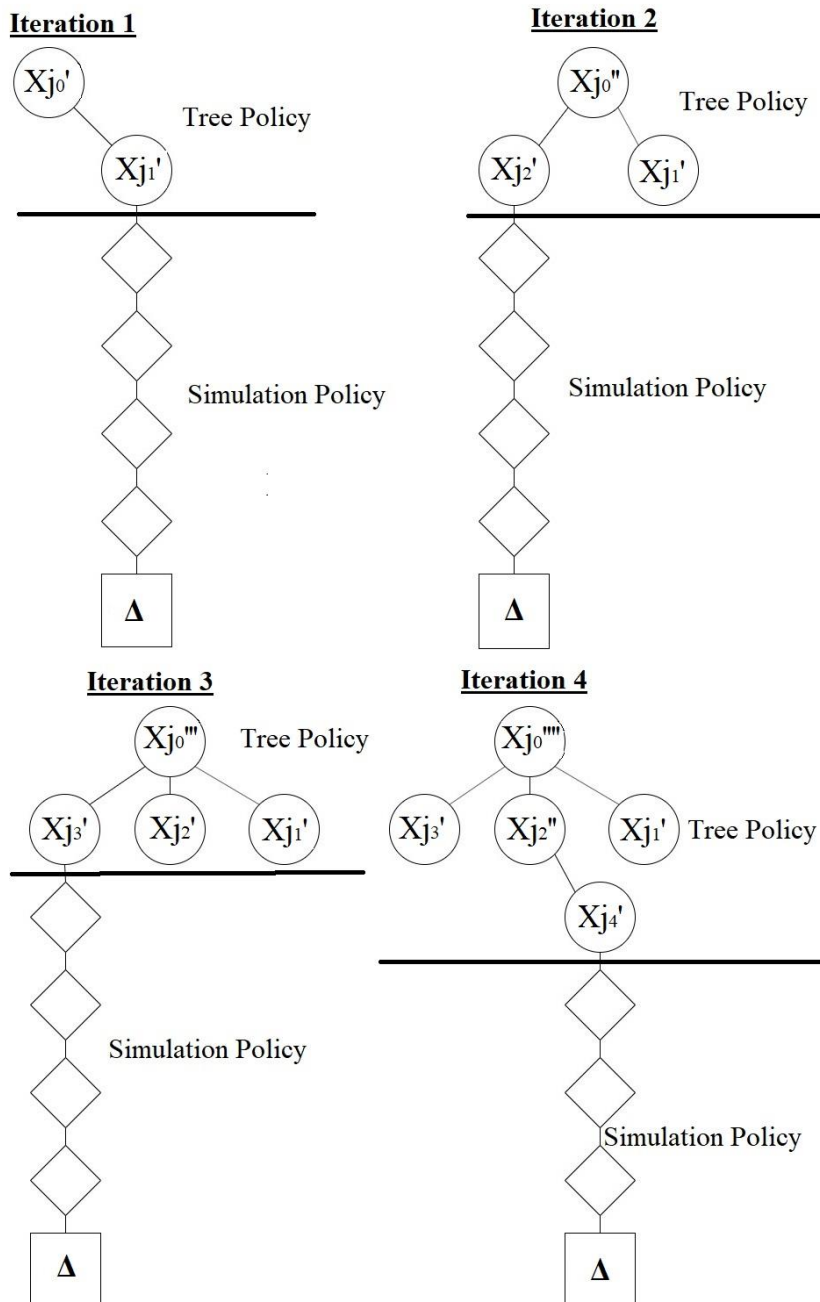 Iteration 1
Xj₀'
Tree Policy
Xj₁'
Simulation Policy
Δ
Iteration 2
Xj₀''
Tree Policy
Xj₂'
Xj₁'
Simulation Policy
Δ
Iteration 3
Xj₀'''
Tree Policy
Xj₃'
Xj₂'
Xj₁'
Simulation Policy
Δ
Iteration 4
Xj₀''''
Xj₃'
Xj₂''
Xj₁'
Tree Policy
Xj₄'
Simulation Policy
Δ